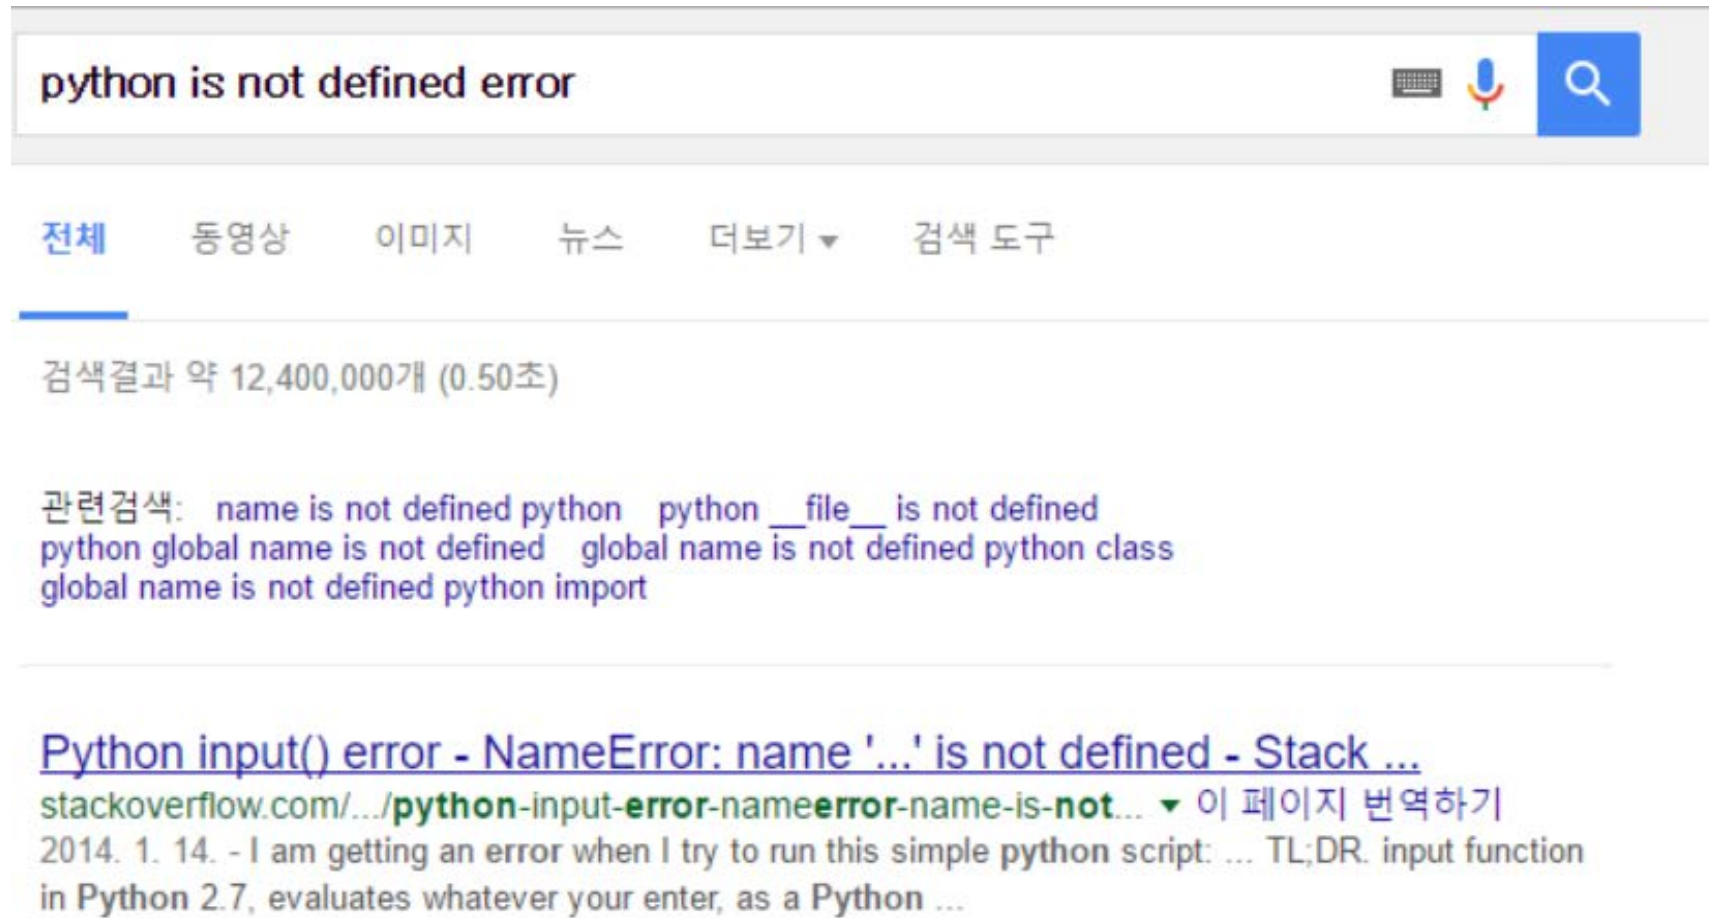 python is not defined error
전체 동영상 이미지 뉴스 더보기 검색 도구
검색결과 약 12,400,000개 (0.50초)
관련검색: name is not defined python python __file__ is not defined
python global name is not defined global name is not defined python class
global name is not defined python import
Python input() error - NameError: name '...' is not defined - Stack ...
stackoverflow.com/.../python-input-error-nameerror-name-is-not... 이 페이지 번역하기
2014. 1. 14. - I am getting an error when I try to run this simple python script: ... TL;DR. input function
in Python 2.7, evaluates whatever your enter, as a Python ...